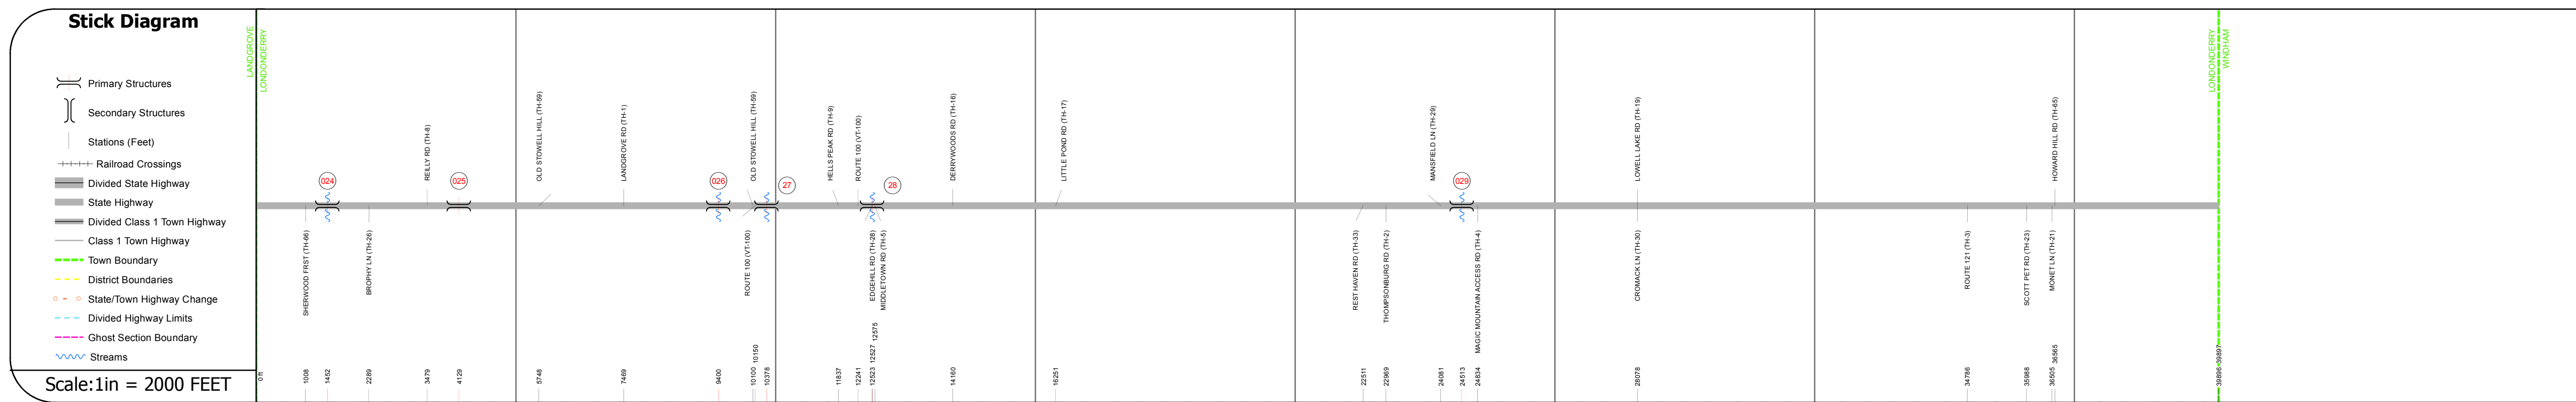 Stick Diagram
Primary Structures
Secondary Structures
Stations (Feet)
Railroad Crossings
Divided State Highway
State Highway
Divided Class 1 Town Highway
Class 1 Town Highway
Town Boundary
District Boundaries
State/Town Highway Change
Divided Highway Limits
Ghost Section Boundary
Streams
Scale:1in = 2000 FEET
LANDGROVE
LONDONDERRY
LONDONDERRY
WINDHAM
REILLY RD (TH-8)
OLD STOWELL HILL (TH-59)
LANDGROVE RD (TH-1)
OLD STOWELL HILL (TH-59)
HELLS PEAK RD (TH-9)
ROUTE 100 (VT-100)
DERRYWOODS RD (TH-16)
LITTLE POND RD (TH-17)
MANSFIELD LN (TH-29)
LOWELL LAKE RD (TH-19)
HOWARD HILL RD (TH-65)
024
025
026
27
28
029
SHERWOOD FRST (TH-66)
BROPHY LN (TH-26)
ROUTE 100 (VT-100)
EDGEHILL RD (TH-28)
MIDDLETOWN RD (TH-5)
REST HAVEN RD (TH-33)
THOMPSONBURG RD (TH-2)
MAGIC MOUNTAIN ACCESS RD (TH-4)
CROMACK LN (TH-30)
ROUTE 121 (TH-3)
SCOTT PET RD (TH-23)
MONET LN (TH-21)
0 ft
1008
1452
2289
3479
4129
5748
7469
9400
10100
10150
10378
11837
12241
12523
12527
12575
14160
16251
22511
22969
24081
24513
24834
28078
34786
35988
36505
36565
39896
39897